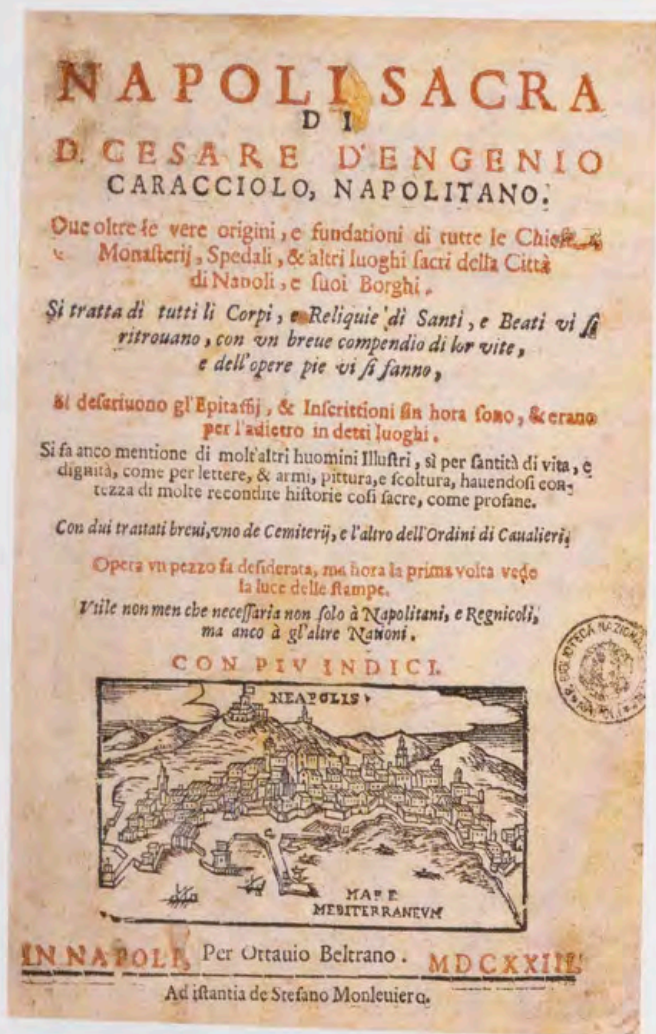 NAPOLI SACRA
DI
D. CESARE D'ENGENIO
CARACCIOLO, NAPOLITANO.
Oue oltre le vere origini, e fundationi di tutte le Chiese,
Monasterij, Spedali, & altri luoghi sacri della Città
di Napoli, e suoi Borghi.
Si tratta di tutti li Corpi, e Reliquie di Santi, e Beati vi si
ritrouano, con vn breue compendio di lor vite,
e dell'opere pie vi si fanno,
Si descriuono gl'Epitaffij, & Inscrittioni sin hora sono, & erano
per l'adietro in detti luoghi.
Si fa anco mentione di molt'altri huomini Illustri, sì per santità di vita, e
dignità, come per lettere, & armi, pittura, e scoltura, hauendosi con-
tezza di molte recondite historie così sacre, come profane.
Con dui trattati breui, vno de Cemiterij, e l'altro dell'Ordini di Caualieri,
Opera vn pezzo fa desiderata, ma hora la prima volta vede
la luce delle stampe.
Vtile non men che necessaria non solo à Napolitani, e Regnicoli,
ma anco à gl'altre Nationi.
CON PIV INDICI.
NEAPOLIS
BIBLIOTECA NAZIONALE
MARE
MEDITERRANEVM
IN NAPOLI, Per Ottauio Beltrano. MDCXXIII.
Ad istantia de Stefano Monleuiero.